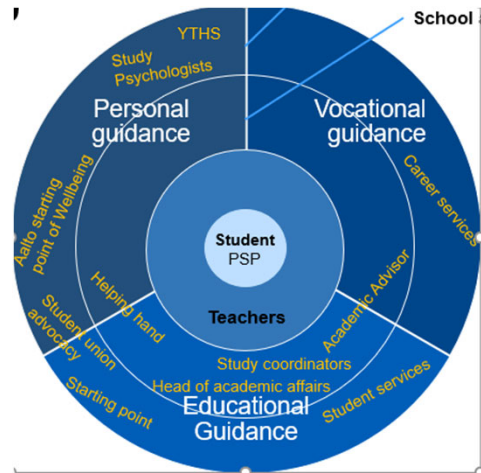 School
YTHS
Study
Psychologists
Personal
guidance
Vocational
guidance
Aalto starting
point of Wellbeing
Career services
Student
PSP
Helping hand
Academic Advisor
Student union
advocacy
Teachers
Study coordinators
Head of academic affairs
Starting point
Student services
Educational
Guidance